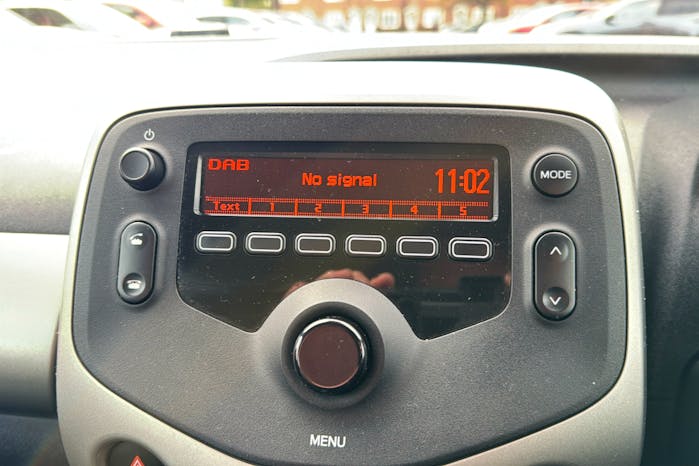 DAB
No signal
11:02
Text 1 2 3 4 5
MODE
MENU